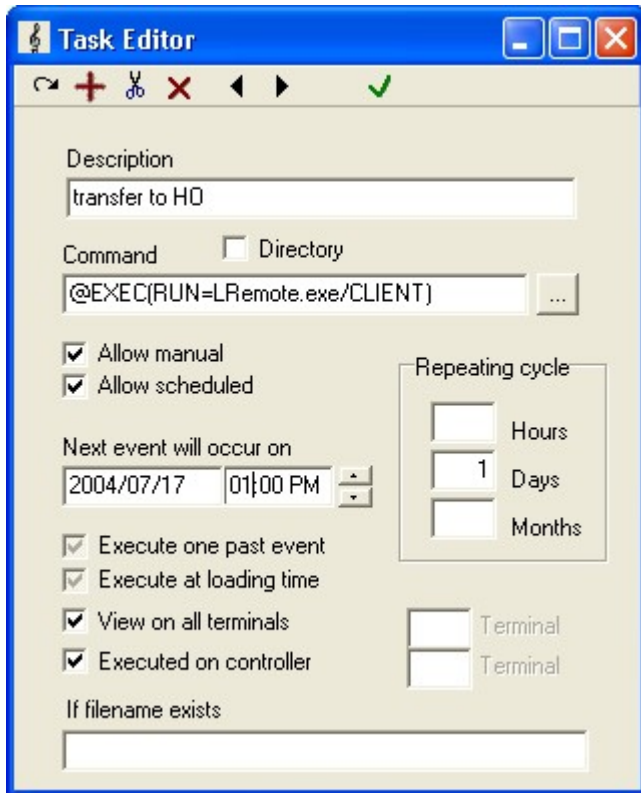 Task Editor
Description
transfer to HO
Command
Directory
@EXEC(RUN=LRemote.exe/CLIENT)
...
Allow manual
Allow scheduled
Repeating cycle
Hours
Next event will occur on
2004/07/17 01:00 PM
1 Days
Months
Execute one past event
Execute at loading time
View on all terminals
Terminal
Executed on controller
Terminal
If filename exists